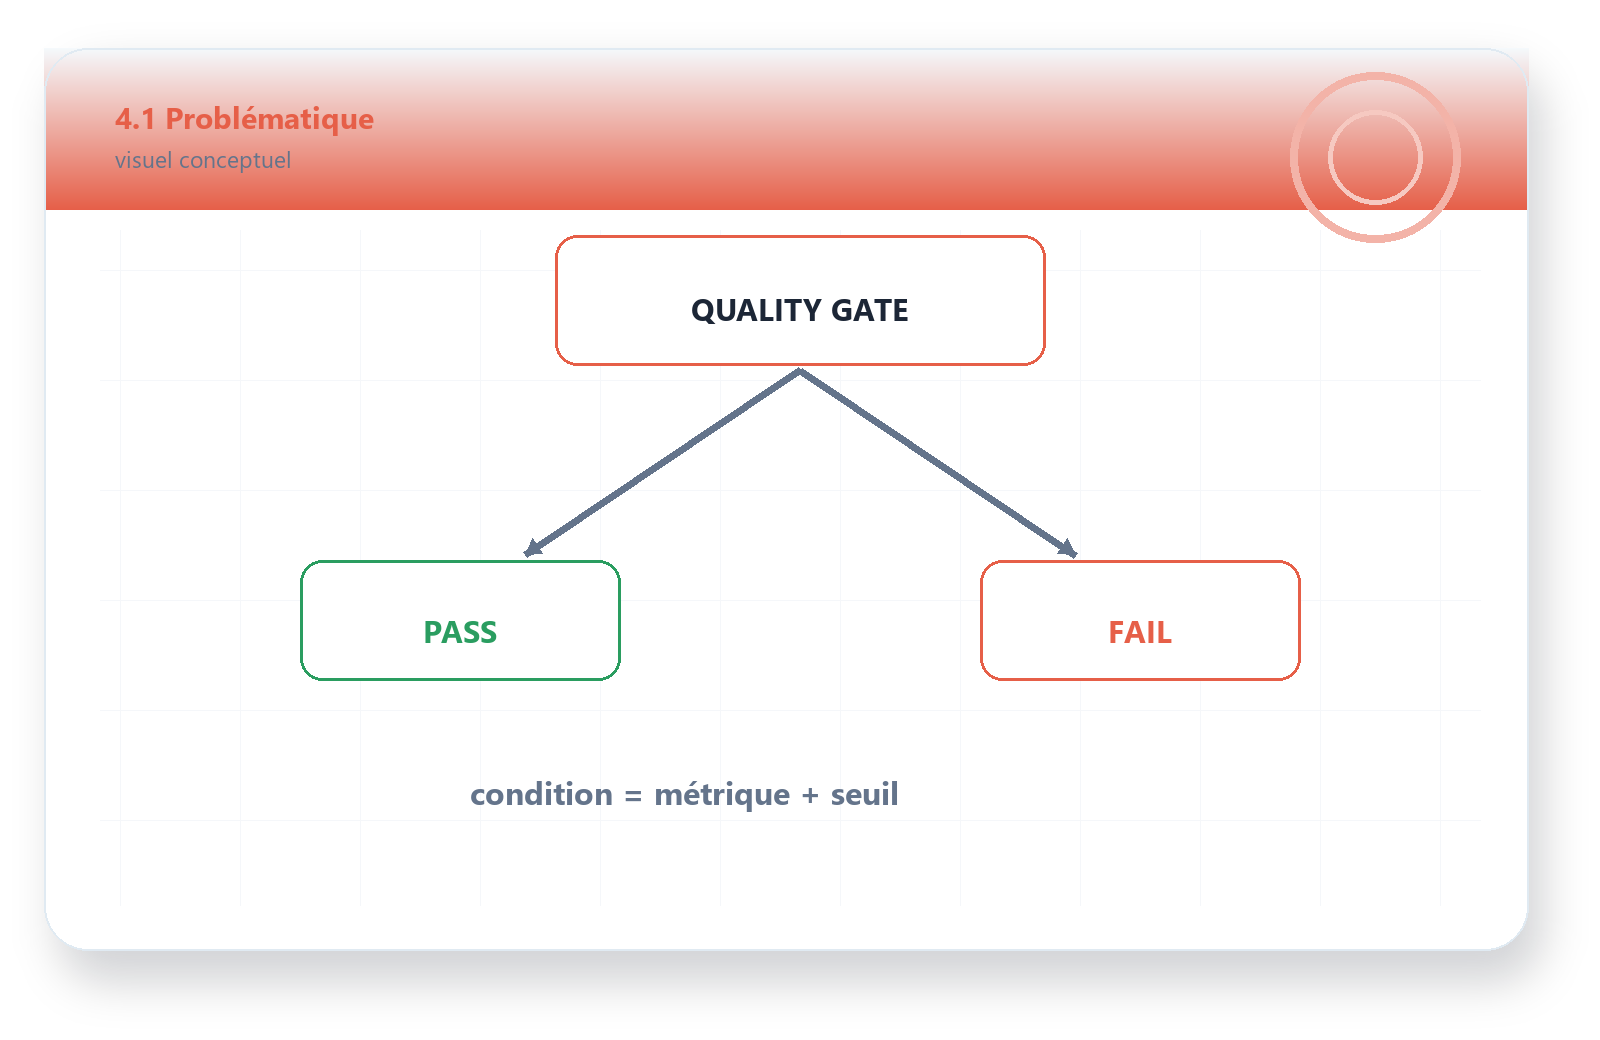 4.1 Problématique
visuel conceptuel
QUALITY GATE
PASS
FAIL
condition = métrique + seuil